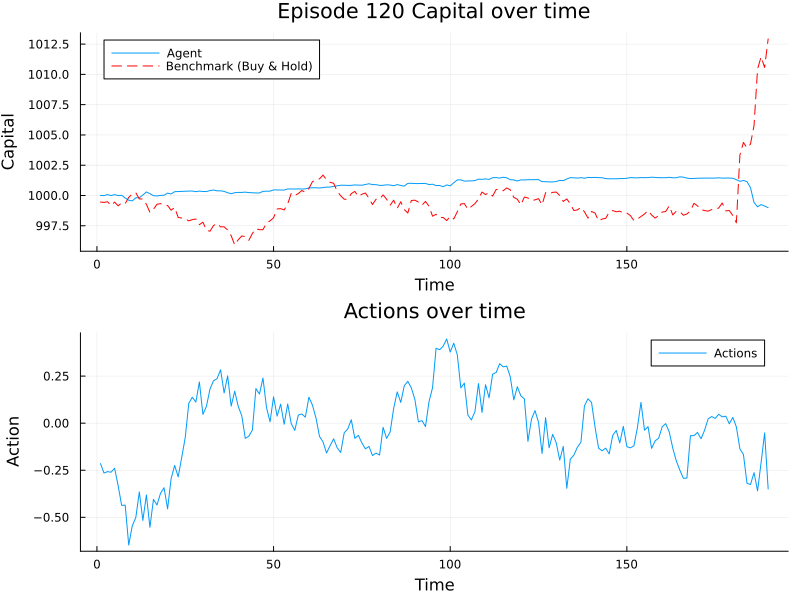 Episode 120 Capital over time
Agent
Benchmark (Buy & Hold)
Capital
1012.5
1010.0
1007.5
1005.0
1002.5
1000.0
997.5
0 50 100 150
Time
Actions over time
Actions
Action
0.25
0.00
−0.25
−0.50
0 50 100 150
Time